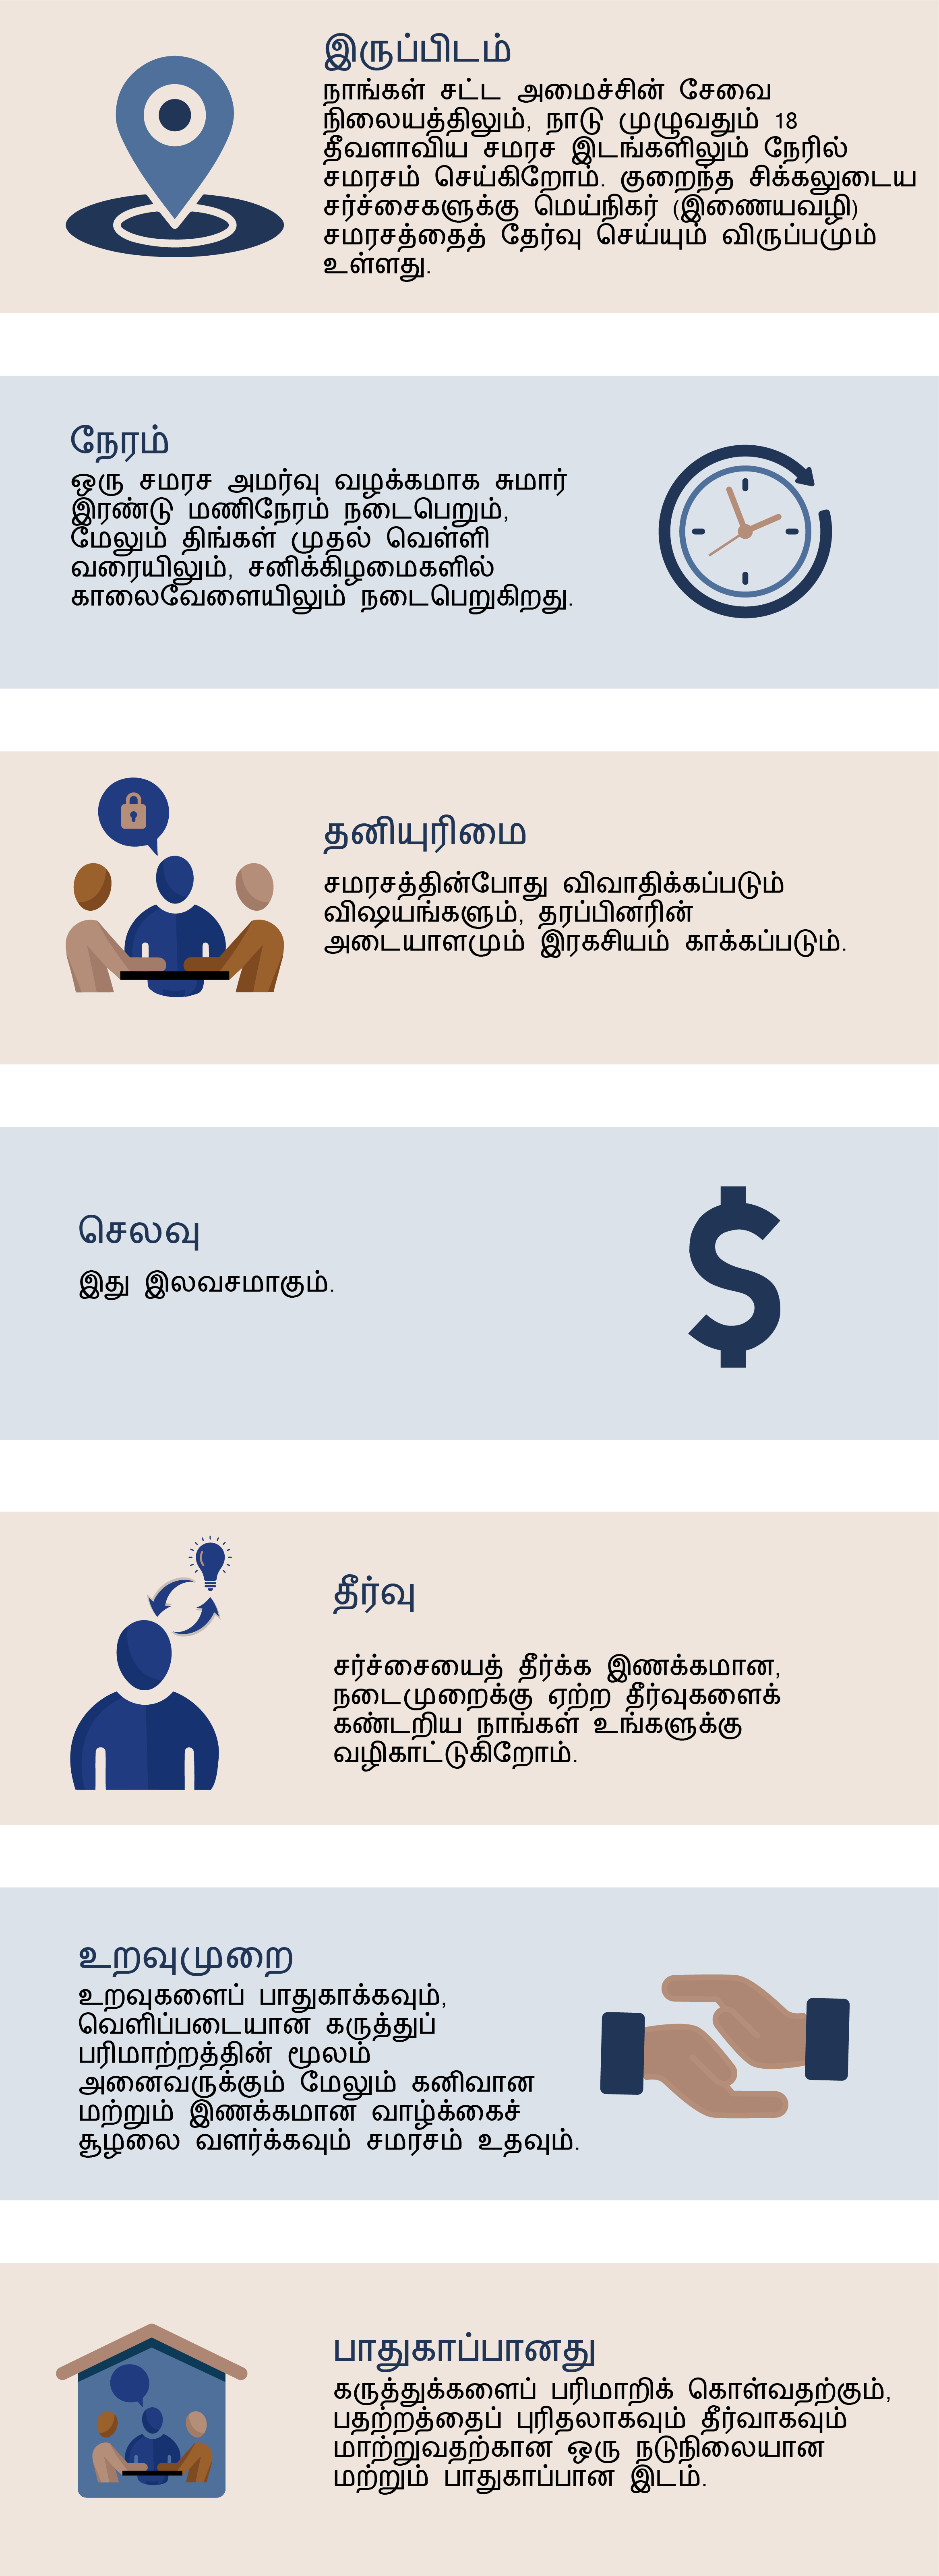 இருப்பிடம்
நாங்கள் சட்ட அமைச்சின் சேவை
நிலையத்திலும், நாடு முழுவதும் 18
தீவளாவிய சமரச இடங்களிலும் நேரில்
சமரசம் செய்கிறோம். குறைந்த சிக்கலுடைய
சர்ச்சைகளுக்கு மெய்நிகர் (இணையவழி)
சமரசத்தைத் தேர்வு செய்யும் விருப்பமும்
உள்ளது.
நேரம்
ஒரு சமரச அமர்வு வழக்கமாக சுமார்
இரண்டு மணிநேரம் நடைபெறும்,
மேலும் திங்கள் முதல் வெள்ளி
வரையிலும், சனிக்கிழமைகளில்
காலைவேளையிலும் நடைபெறுகிறது.
தனியுரிமை
சமரசத்தின்போது விவாதிக்கப்படும்
விஷயங்களும், தரப்பினரின்
அடையாளமும் இரகசியம் காக்கப்படும்.
செலவு
இது இலவசமாகும்.
தீர்வு
சர்ச்சையைத் தீர்க்க இணக்கமான,
நடைமுறைக்கு ஏற்ற தீர்வுகளைக்
கண்டறிய நாங்கள் உங்களுக்கு
வழிகாட்டுகிறோம்.
உறவுமுறை
உறவுகளைப் பாதுகாக்கவும்,
வெளிப்படையான கருத்துப்
பரிமாற்றத்தின் மூலம்
அனைவருக்கும் மேலும் கனிவான
மற்றும் இணக்கமான வாழ்க்கைச்
சூழலை வளர்க்கவும் சமரசம் உதவும்.
பாதுகாப்பானது
கருத்துக்களைப் பரிமாறிக் கொள்வதற்கும்,
பதற்றத்தைப் புரிதலாகவும் தீர்வாகவும்
மாற்றுவதற்கான ஒரு நடுநிலையான
மற்றும் பாதுகாப்பான இடம்.